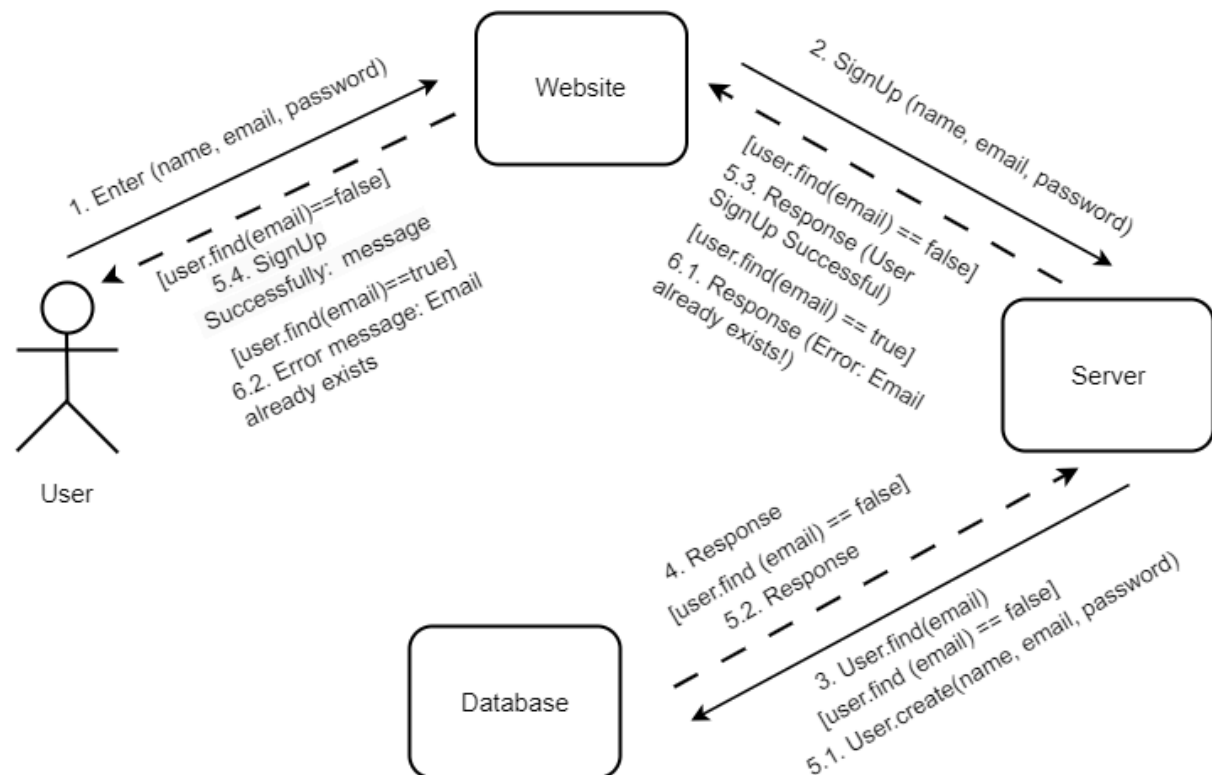 Website
1. Enter (name, email, password)
[user.find(email)==false]
5.4. SignUp
Successfully: message
[user.find(email)==true]
6.2. Error message: Email
already exists
2. SignUp (name, email, password)
[user.find(email) == false]
5.3. Response (User
SignUp Successful)
[user.find(email) == true]
6.1. Response (Error: Email
already exists!)
User
Server
4. Response
[user.find (email) == false]
5.2. Response
3. User.find(email)
[user.find (email) == false]
5.1. User.create(name, email, password)
Database